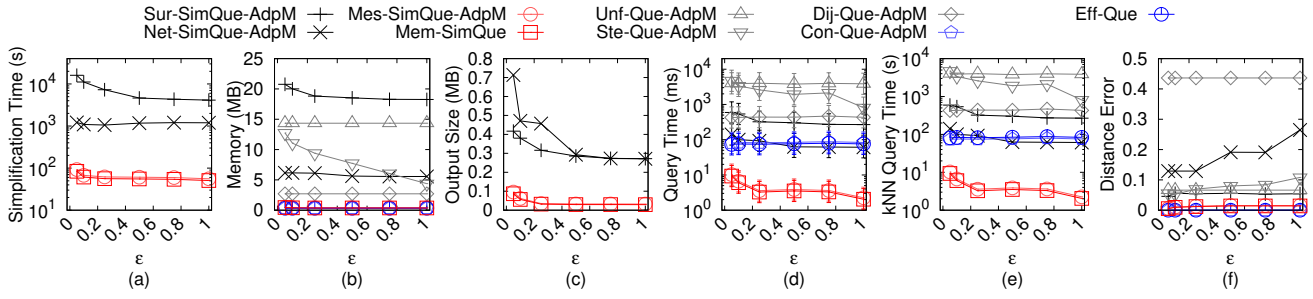 Sur-SimQue-AdpM Mes-SimQue-AdpM Unf-Que-AdpM Dij-Que-AdpM Eff-Que
Net-SimQue-AdpM Mem-SimQue Ste-Que-AdpM Con-Que-AdpM
Simplification Time (s)
10^4
10^3
10^2
10^1
0 0.2 0.4 0.6 0.8 1
ε
(a)
Memory (MB)
25
20
15
10
5
0
0 0.2 0.4 0.6 0.8 1
ε
(b)
Output Size (MB)
0.8
0.7
0.6
0.5
0.4
0.3
0.2
0.1
0
0 0.2 0.4 0.6 0.8 1
ε
(c)
Query Time (ms)
10^4
10^3
10^2
10^1
10^0
0 0.2 0.4 0.6 0.8 1
ε
(d)
kNN Query Time (s)
10^4
10^3
10^2
10^1
10^0
0 0.2 0.4 0.6 0.8 1
ε
(e)
Distance Error
0.5
0.4
0.3
0.2
0.1
0
0 0.2 0.4 0.6 0.8 1
ε
(f)